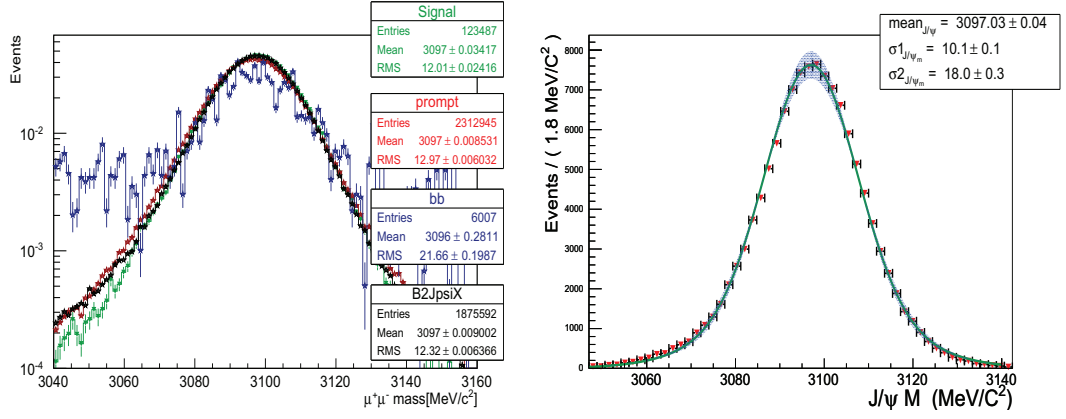 Events
10⁻²
10⁻³
10⁻⁴
3040 3060 3080 3100 3120 3140 3160
μ⁺μ⁻ mass[MeV/c²]
Signal
Entries 123487
Mean 3097 ± 0.03417
RMS 12.01 ± 0.02416
prompt
Entries 2312945
Mean 3097 ± 0.008531
RMS 12.97 ± 0.006032
bb
Entries 6007
Mean 3096 ± 0.2811
RMS 21.66 ± 0.1987
B2JpsiX
Entries 1875592
Mean 3097 ± 0.009002
RMS 12.32 ± 0.006366
Events / ( 1.8 MeV/C² )
8000
7000
6000
5000
4000
3000
2000
1000
0
3060 3080 3100 3120 3140
J/ψ M (MeV/C²)
mean J/ψ = 3097.03 ± 0.04
σ1 J/ψ m = 10.1 ± 0.1
σ2 J/ψ m = 18.0 ± 0.3